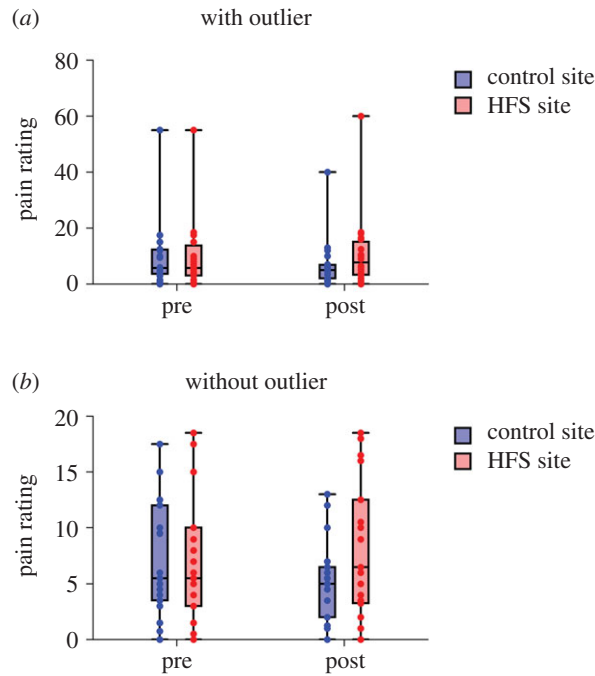 (a) with outlier
80
60
40
20
0
pain rating
pre post
control site
HFS site
(b) without outlier
20
15
10
5
0
pain rating
pre post
control site
HFS site